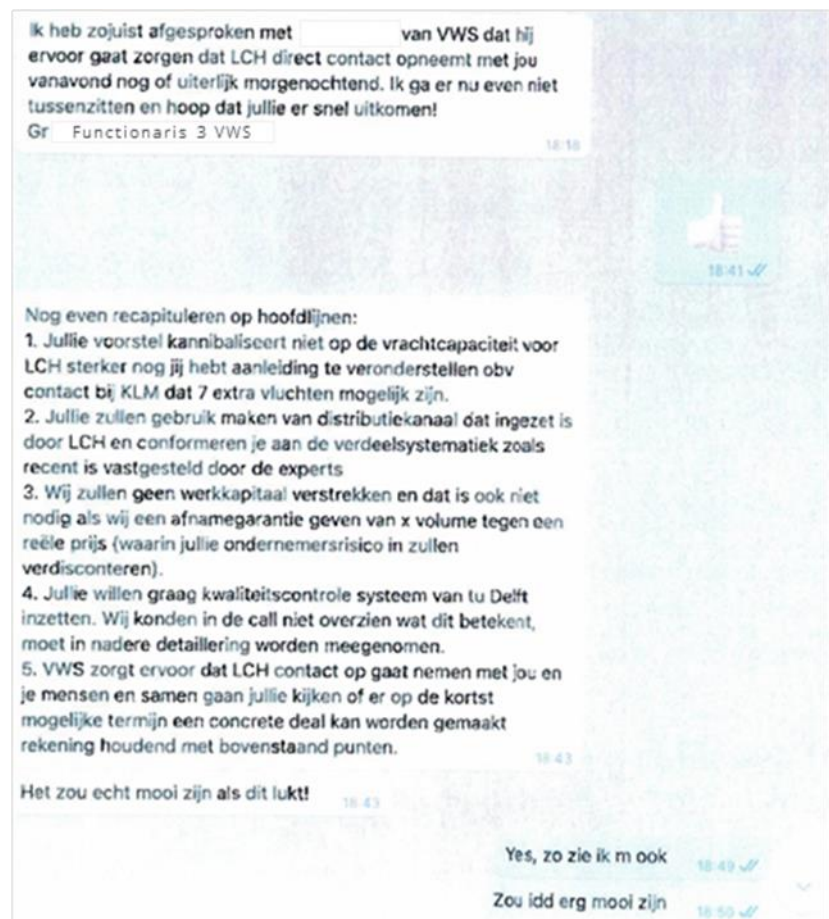 Ik heb zojuist afgesproken met van VWS dat hij
ervoor gaat zorgen dat LCH direct contact opneemt met jou
vanavond nog of uiterlijk morgenochtend. Ik ga er nu even niet
tussenzitten en hoop dat jullie er snel uitkomen!
Gr Functionaris 3 VWS
18:18
18:41
Nog even recapituleren op hoofdlijnen:
1. Jullie voorstel kannibaliseert niet op de vrachtcapaciteit voor
LCH sterker nog jij hebt aanleiding te veronderstellen obv
contact bij KLM dat 7 extra vluchten mogelijk zijn.
2. Jullie zullen gebruik maken van distributiekanaal dat ingezet is
door LCH en conformeren je aan de verdeelsystematiek zoals
recent is vastgesteld door de experts
3. Wij zullen geen werkkapitaal verstrekken en dat is ook niet
nodig als wij een afnamegarantie geven van x volume tegen een
reële prijs (waarin jullie ondernemersrisico in zullen
verdisconteren).
4. Jullie willen graag kwaliteitscontrole systeem van tu Delft
inzetten. Wij konden in de call niet overzien wat dit betekent,
moet in nadere detaillering worden meegenomen.
5. VWS zorgt ervoor dat LCH contact op gaat nemen met jou en
je mensen en samen gaan jullie kijken of er op de kortst
mogelijke termijn een concrete deal kan worden gemaakt
rekening houdend met bovenstaand punten.
18:43
Het zou echt mooi zijn als dit lukt!
18:43
Yes, zo zie ik m ook
18:49
Zou idd erg mooi zijn
18:50